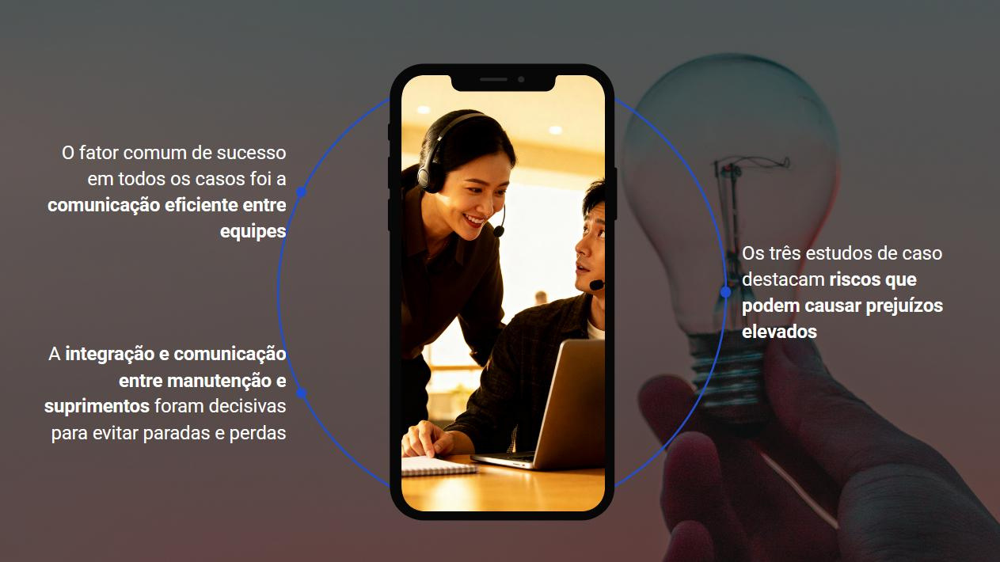 O fator comum de sucesso
em todos os casos foi a
comunicação eficiente entre
equipes
A integração e comunicação
entre manutenção e
suprimentos foram decisivas
para evitar paradas e perdas
Os três estudos de caso
destacam riscos que
podem causar prejuízos
elevados